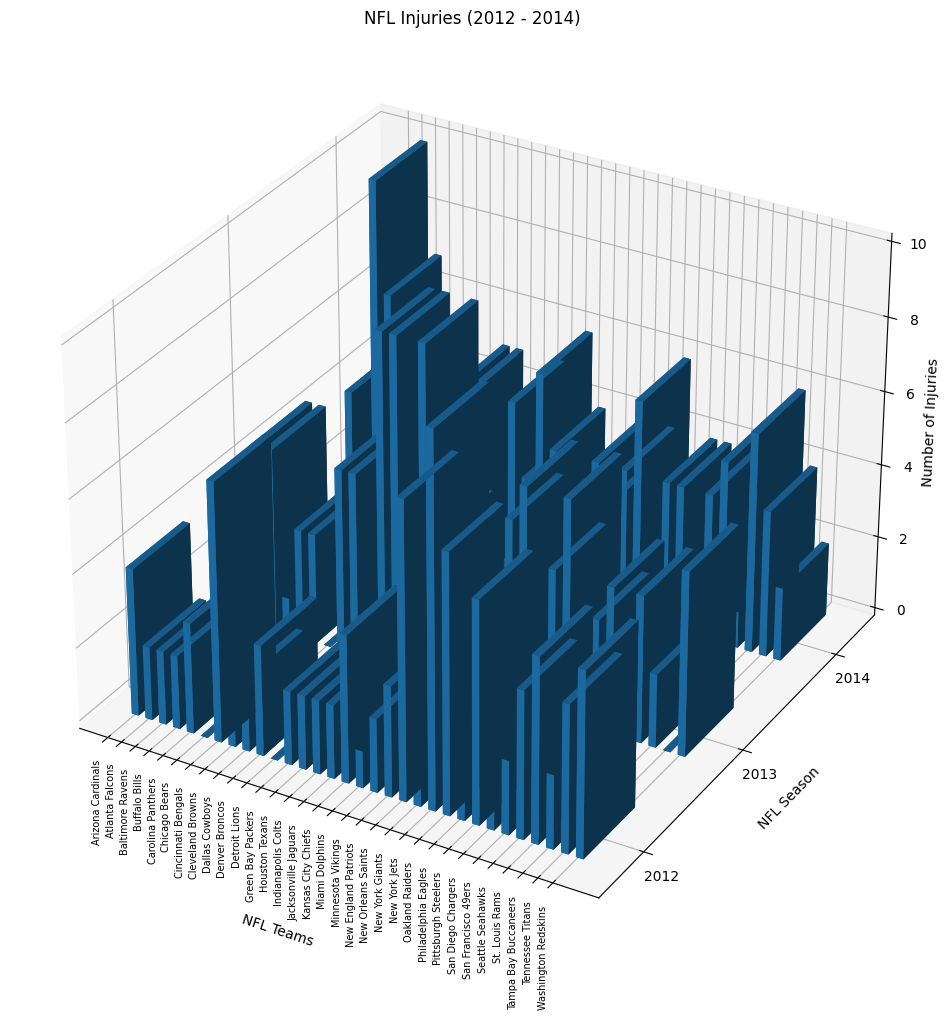 NFL Injuries (2012 - 2014)
10
8
6
4
2
0
Number of Injuries
2014
2013
2012
NFL Season
Arizona Cardinals
Atlanta Falcons
Baltimore Ravens
Buffalo Bills
Carolina Panthers
Chicago Bears
Cincinnati Bengals
Cleveland Browns
Dallas Cowboys
Denver Broncos
Detroit Lions
Green Bay Packers
Houston Texans
Indianapolis Colts
Jacksonville Jaguars
Kansas City Chiefs
Miami Dolphins
Minnesota Vikings
New England Patriots
New Orleans Saints
New York Giants
New York Jets
Oakland Raiders
Philadelphia Eagles
Pittsburgh Steelers
San Diego Chargers
San Francisco 49ers
Seattle Seahawks
St. Louis Rams
Tampa Bay Buccaneers
Tennessee Titans
Washington Redskins
NFL Teams